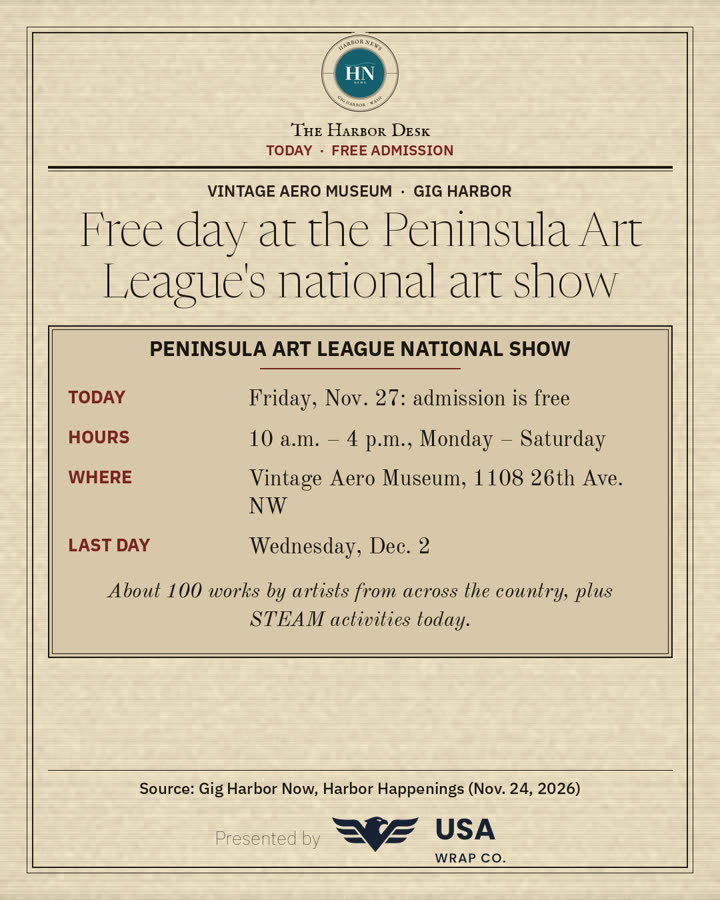 HARBOR NEWS
HN
NEWS
The Harbor Desk
TODAY · FREE ADMISSION
VINTAGE AERO MUSEUM · GIG HARBOR
Free day at the Peninsula Art
League's national art show
PENINSULA ART LEAGUE NATIONAL SHOW
TODAY Friday, Nov. 27: admission is free
HOURS 10 a.m. – 4 p.m., Monday – Saturday
WHERE Vintage Aero Museum, 1108 26th Ave.
NW
LAST DAY Wednesday, Dec. 2
About 100 works by artists from across the country, plus
STEAM activities today.
Source: Gig Harbor Now, Harbor Happenings (Nov. 24, 2026)
Presented by USA
WRAP CO.